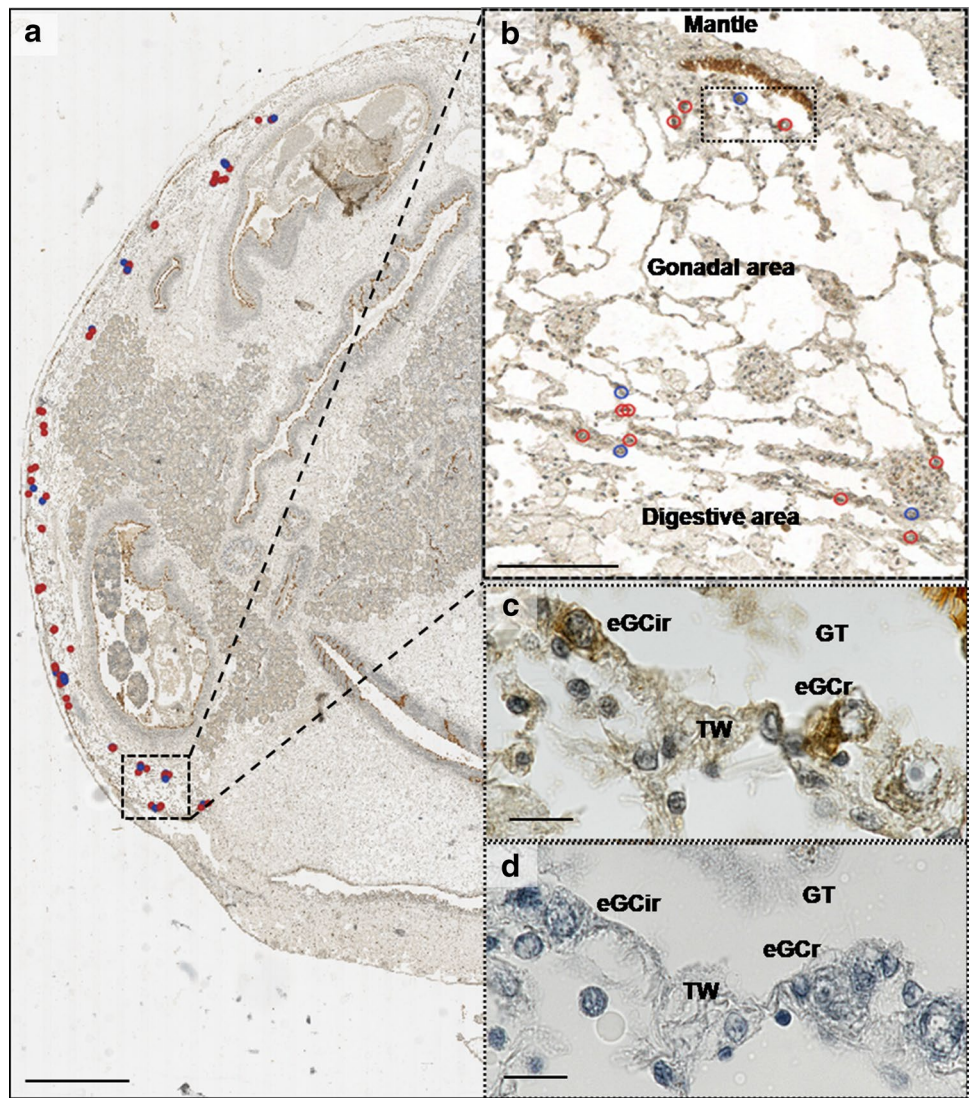 a
b
Mantle
Gonadal area
Digestive area
c
eGCir
GT
eGCr
TW
d
eGCir
GT
eGCr
TW